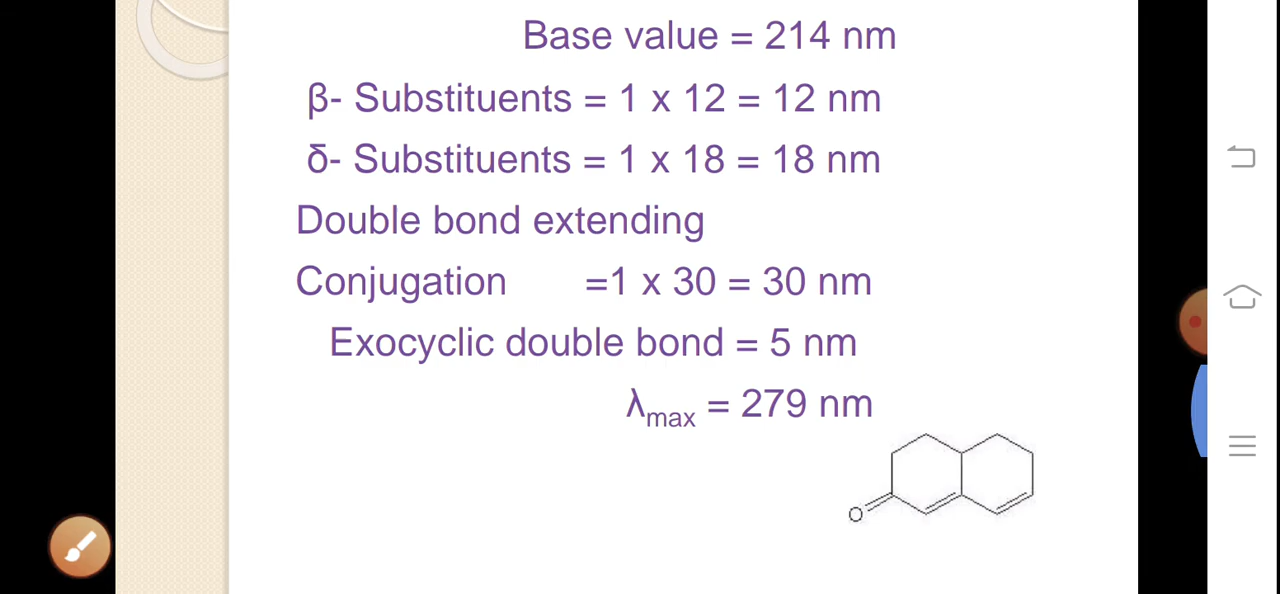 Base value = 214 nm
β- Substituents = 1 x 12 = 12 nm
δ- Substituents = 1 x 18 = 18 nm
Double bond extending
Conjugation =1 x 30 = 30 nm
Exocyclic double bond = 5 nm
λmax = 279 nm
O